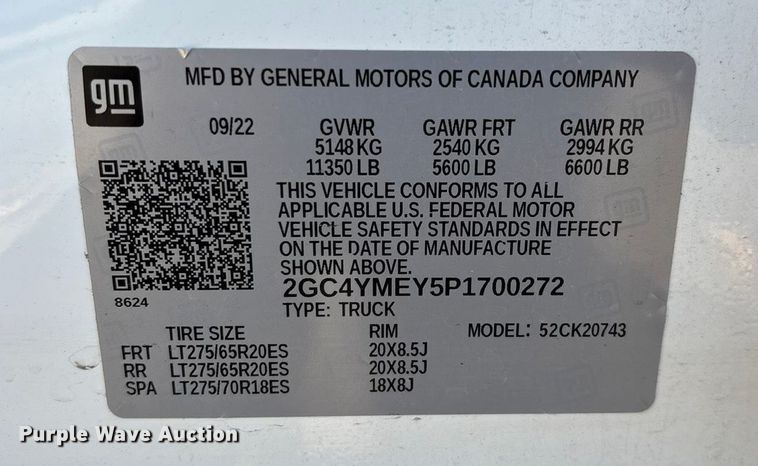 gm
MFD BY GENERAL MOTORS OF CANADA COMPANY
09/22 GVWR GAWR FRT GAWR RR
5148 KG 2540 KG 2994 KG
11350 LB 5600 LB 6600 LB
THIS VEHICLE CONFORMS TO ALL
APPLICABLE U.S. FEDERAL MOTOR
VEHICLE SAFETY STANDARDS IN EFFECT
ON THE DATE OF MANUFACTURE
SHOWN ABOVE.
2GC4YMEY5P1700272
8624
TYPE: TRUCK
TIRE SIZE RIM MODEL: 52CK20743
FRT LT275/65R20ES 20X8.5J
RR LT275/65R20ES 20X8.5J
SPA LT275/70R18ES 18X8J
Purple Wave Auction